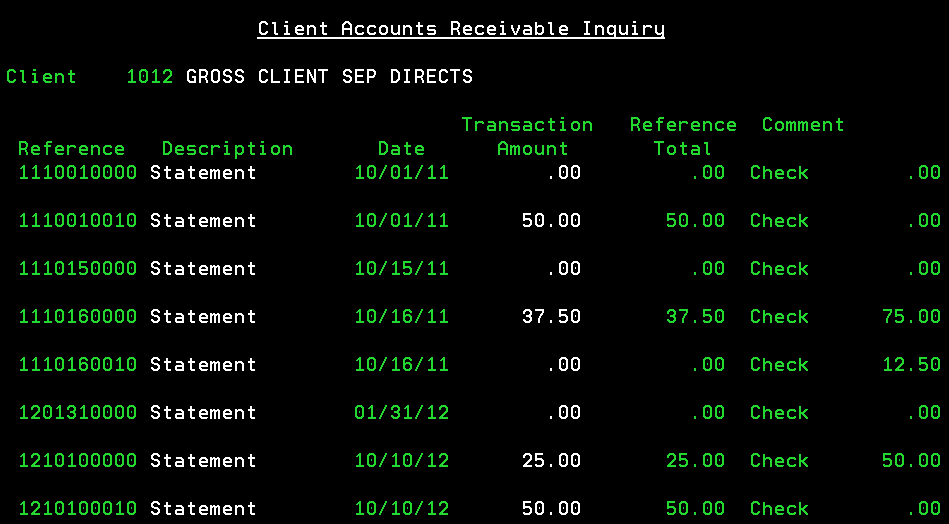 Client Accounts Receivable Inquiry
Client 1012 GROSS CLIENT SEP DIRECTS
Transaction Reference Comment
Reference Description Date Amount Total
1110010000 Statement 10/01/11 .00 .00 Check .00
1110010010 Statement 10/01/11 50.00 50.00 Check .00
1110150000 Statement 10/15/11 .00 .00 Check .00
1110160000 Statement 10/16/11 37.50 37.50 Check 75.00
1110160010 Statement 10/16/11 .00 .00 Check 12.50
1201310000 Statement 01/31/12 .00 .00 Check .00
1210100000 Statement 10/10/12 25.00 25.00 Check 50.00
1210100010 Statement 10/10/12 50.00 50.00 Check .00